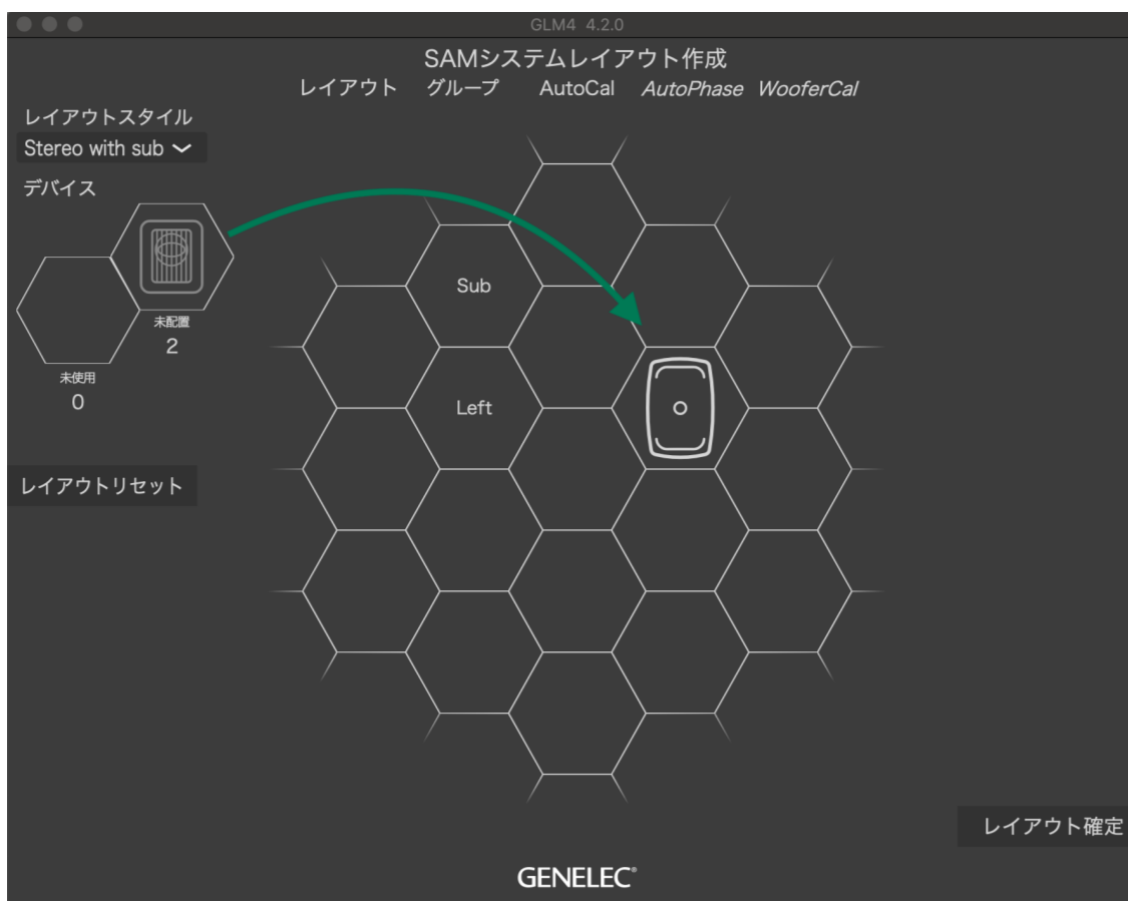 GLM4 4.2.0
SAMシステムレイアウト作成
レイアウト グループ AutoCal AutoPhase WooferCal
レイアウトスタイル
Stereo with sub
デバイス
未配置
2
未使用
0
Sub
Left
レイアウトリセット
レイアウト確定
GENELEC®